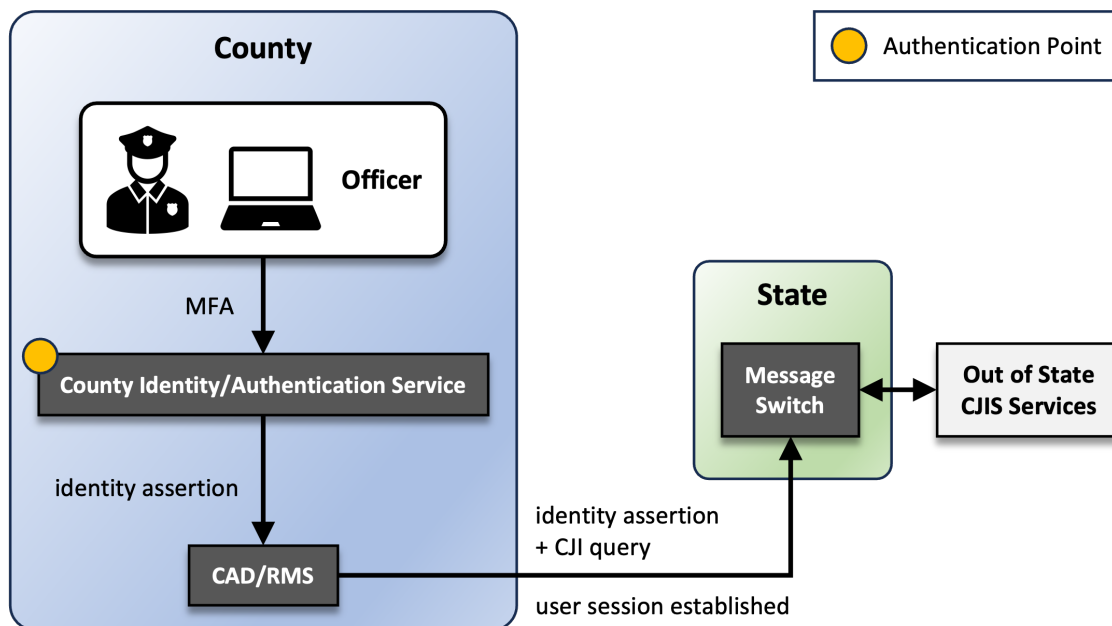 County
Authentication Point
Officer
MFA
County Identity/Authentication Service
identity assertion
CAD/RMS
identity assertion
+ CJI query
user session established
State
Message
Switch
Out of State
CJIS Services